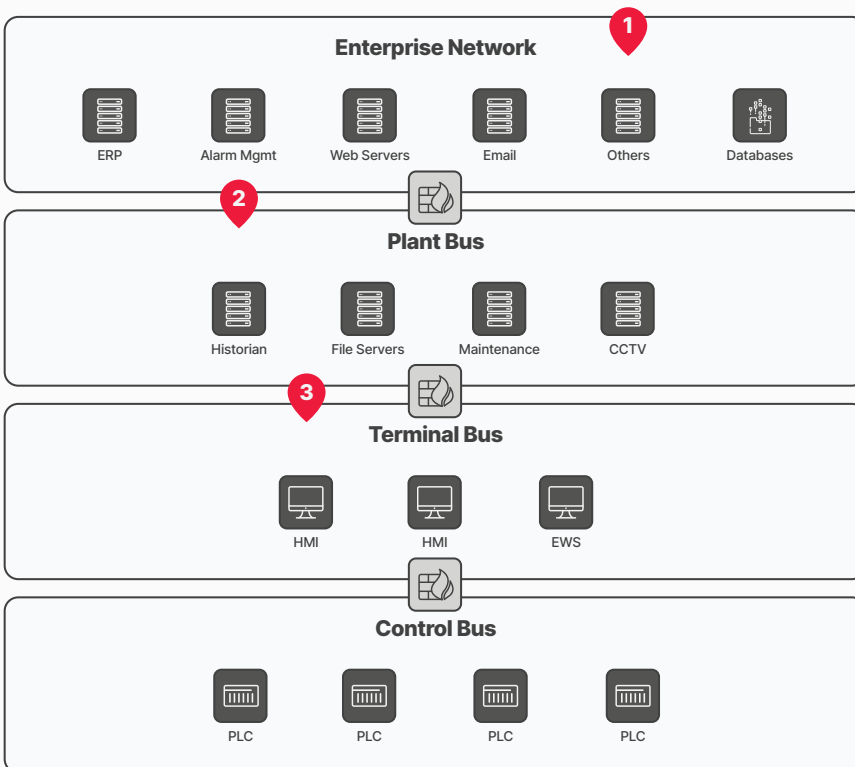 1
Enterprise Network
ERP
Alarm Mgmt
Web Servers
Email
Others
Databases
2
Plant Bus
Historian
File Servers
Maintenance
CCTV
3
Terminal Bus
HMI
HMI
EWS
Control Bus
PLC
PLC
PLC
PLC